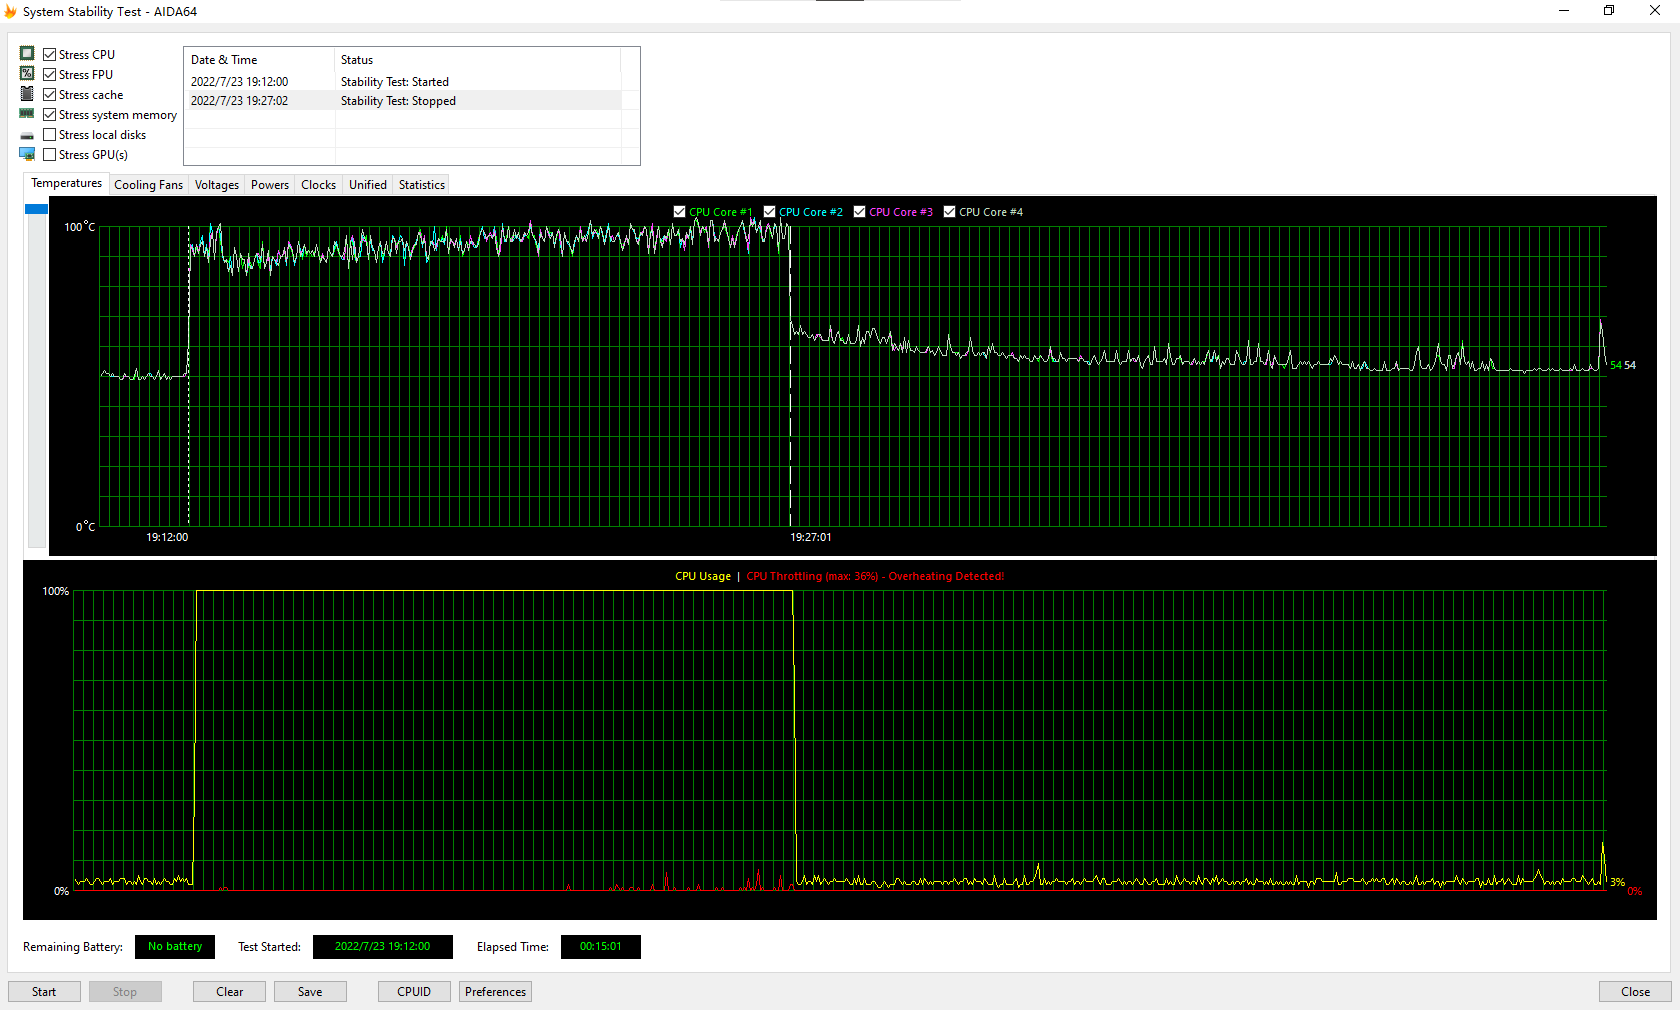 System Stability Test - AIDA64
Stress CPU
Stress FPU
Stress cache
Stress system memory
Stress local disks
Stress GPU(s)
Date & Time Status
2022/7/23 19:12:00 Stability Test: Started
2022/7/23 19:27:02 Stability Test: Stopped
Temperatures Cooling Fans Voltages Powers Clocks Unified Statistics
CPU Core #1 CPU Core #2 CPU Core #3 CPU Core #4
100°C
54 54
0°C
19:12:00 19:27:01
CPU Usage | CPU Throttling (max: 36%) - Overheating Detected!
100%
3%
0% 0%
Remaining Battery: No battery Test Started: 2022/7/23 19:12:00 Elapsed Time: 00:15:01
Start Stop Clear Save CPUID Preferences Close